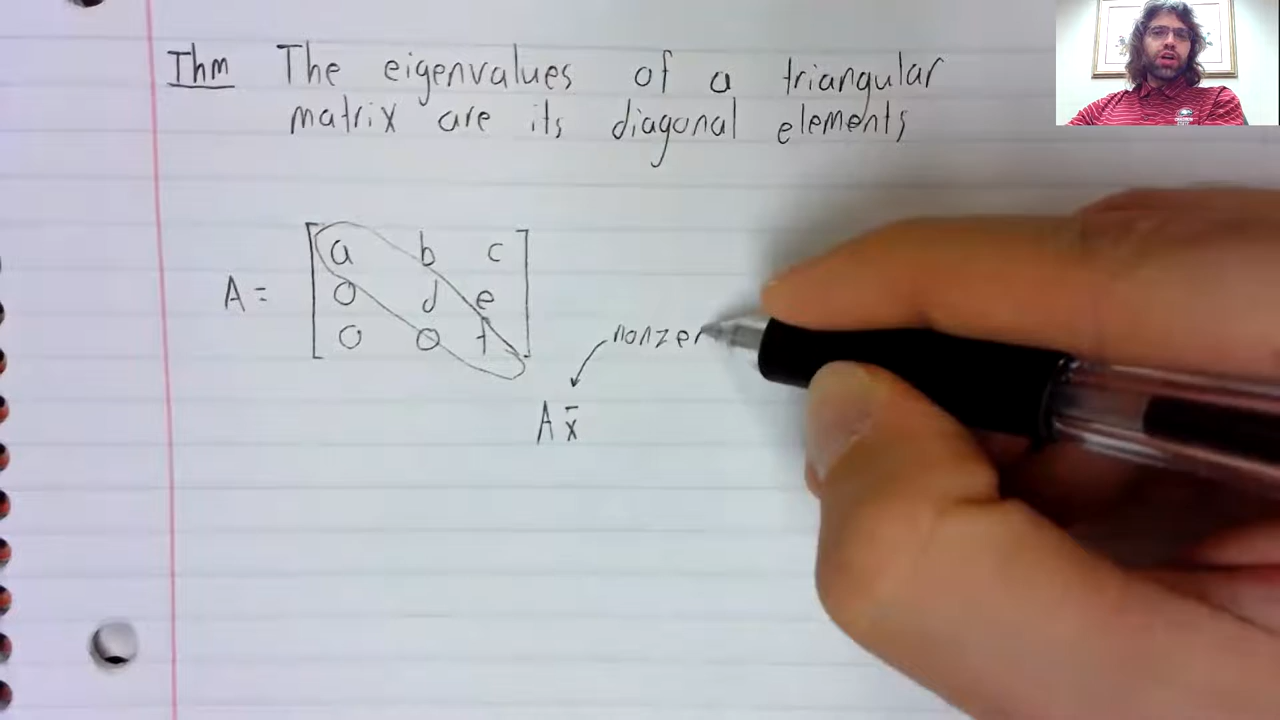 Thm The eigenvalues of a triangular
matrix are its diagonal elements
A = [a b c
0 d e
0 0 f]
nonzer
A x̄